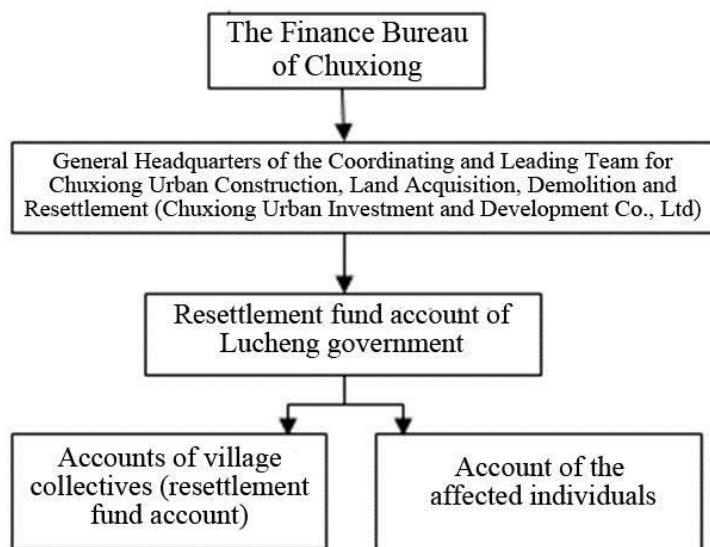 The Finance Bureau
of Chuxiong
General Headquarters of the Coordinating and Leading Team for
Chuxiong Urban Construction, Land Acquisition, Demolition and
Resettlement (Chuxiong Urban Investment and Development Co., Ltd)
Resettlement fund account of
Lucheng government
Accounts of village
collectives (resettlement
fund account)
Account of the
affected individuals